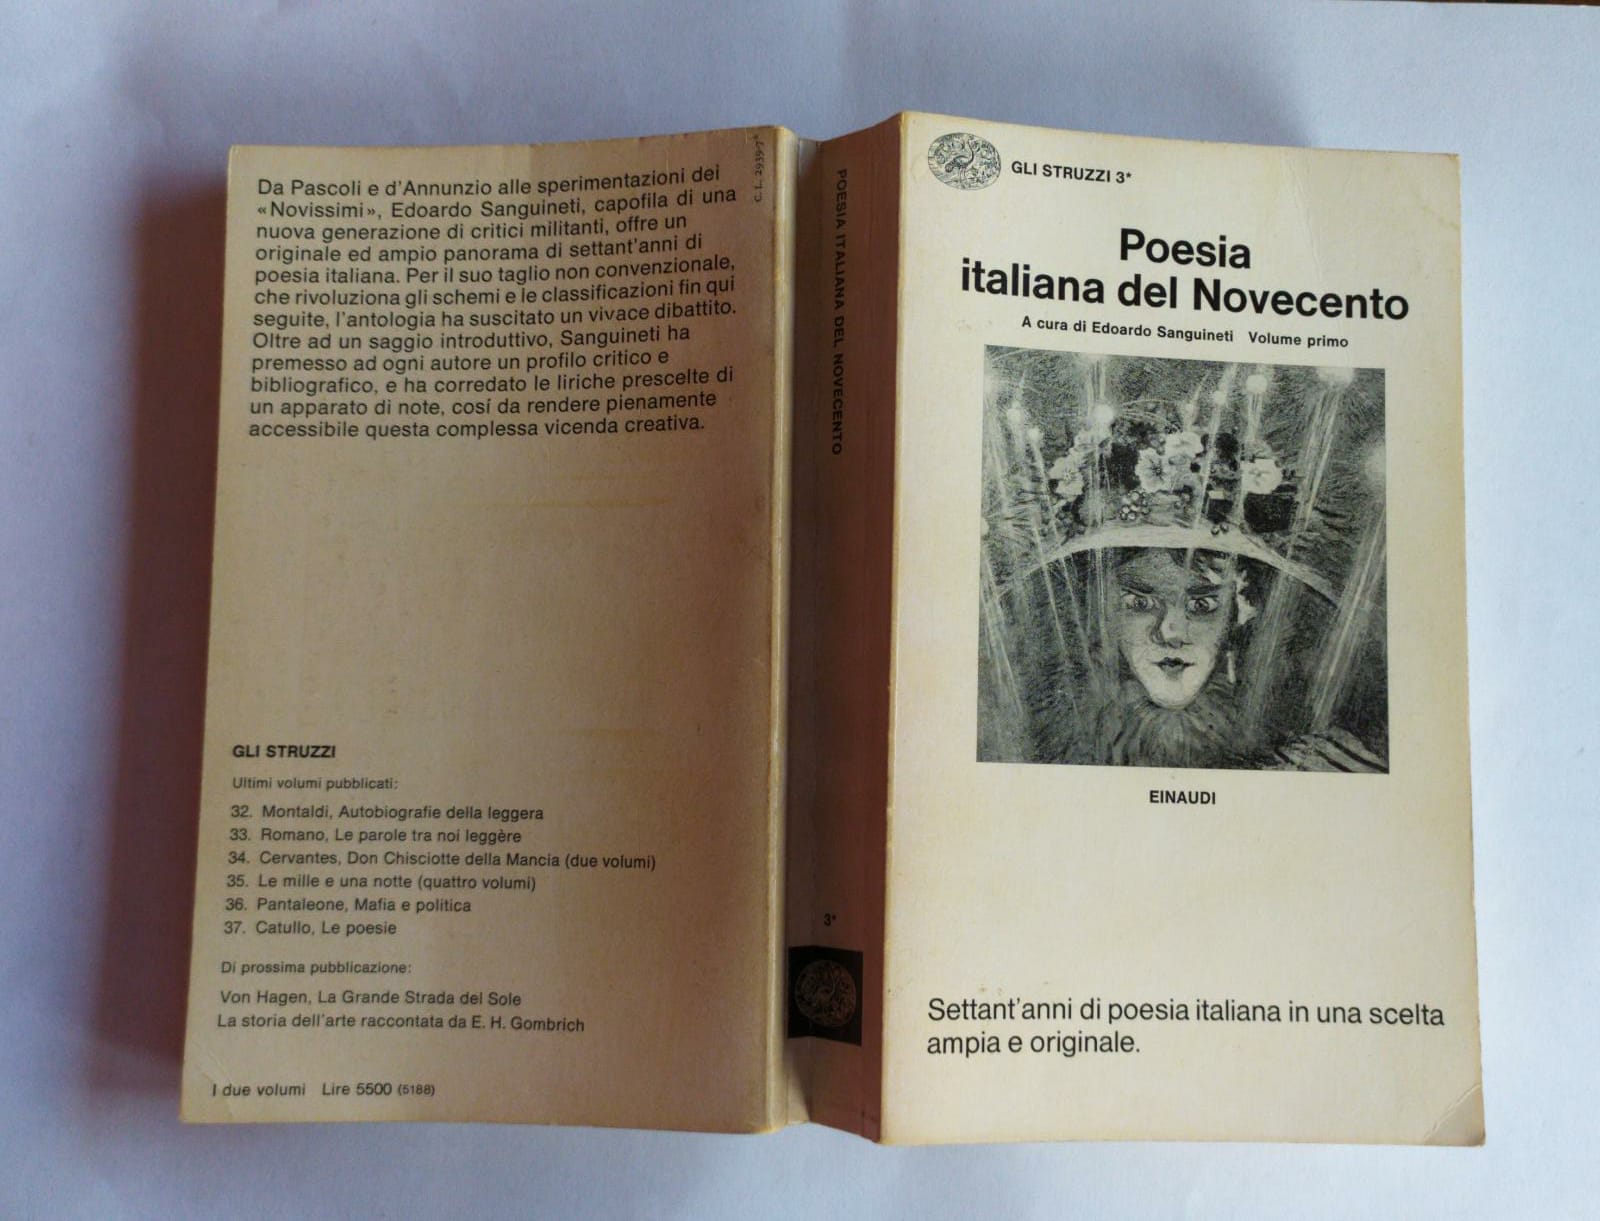 Da Pascoli e d'Annunzio alle sperimentazioni dei
«Novissimi», Edoardo Sanguineti, capofila di una
nuova generazione di critici militanti, offre un
originale ed ampio panorama di settant'anni di
poesia italiana. Per il suo taglio non convenzionale,
che rivoluziona gli schemi e le classificazioni fin qui
seguite, l'antologia ha suscitato un vivace dibattito.
Oltre ad un saggio introduttivo, Sanguineti ha
premesso ad ogni autore un profilo critico e
bibliografico, e ha corredato le liriche prescelte di
un apparato di note, cosí da rendere pienamente
accessibile questa complessa vicenda creativa.
C. L. 2939-7*
GLI STRUZZI
Ultimi volumi pubblicati:
32. Montaldi, Autobiografie della leggera
33. Romano, Le parole tra noi leggère
34. Cervantes, Don Chisciotte della Mancia (due volumi)
35. Le mille e una notte (quattro volumi)
36. Pantaleone, Mafia e politica
37. Catullo, Le poesie
Di prossima pubblicazione:
Von Hagen, La Grande Strada del Sole
La storia dell'arte raccontata da E. H. Gombrich
I due volumi Lire 5500 (5188)
POESIA ITALIANA DEL NOVECENTO
3*
GLI STRUZZI 3*
Poesia
italiana del Novecento
A cura di Edoardo Sanguineti Volume primo
EINAUDI
Settant'anni di poesia italiana in una scelta
ampia e originale.